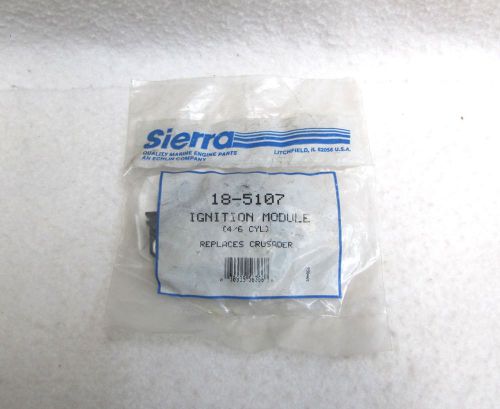 Sierra
QUALITY MARINE ENGINE PARTS
AN ECHLIN COMPANY
LITCHFIELD, IL 62056 U.S.A.
18-5107
IGNITION MODULE
(4/6 CYL)
REPLACES CRUSADER